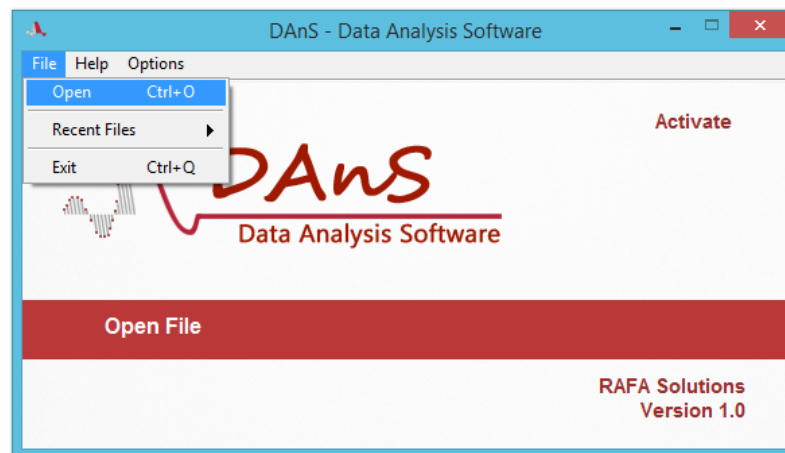 DAnS - Data Analysis Software
File Help Options
Open Ctrl+O
Recent Files
Exit Ctrl+Q
Activate
DAnS
Data Analysis Software
Open File
RAFA Solutions
Version 1.0